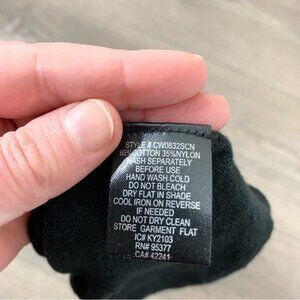 STYLE # CW0832SCN
65% COTTON 35%NYLON
WASH SEPARATELY
BEFORE USE
HAND WASH COLD
DO NOT BLEACH
DRY FLAT IN SHADE
COOL IRON ON REVERSE
IF NEEDED
DO NOT DRY CLEAN
STORE GARMENT FLAT
IC# KY2103
RN# 95377
CA# 42241